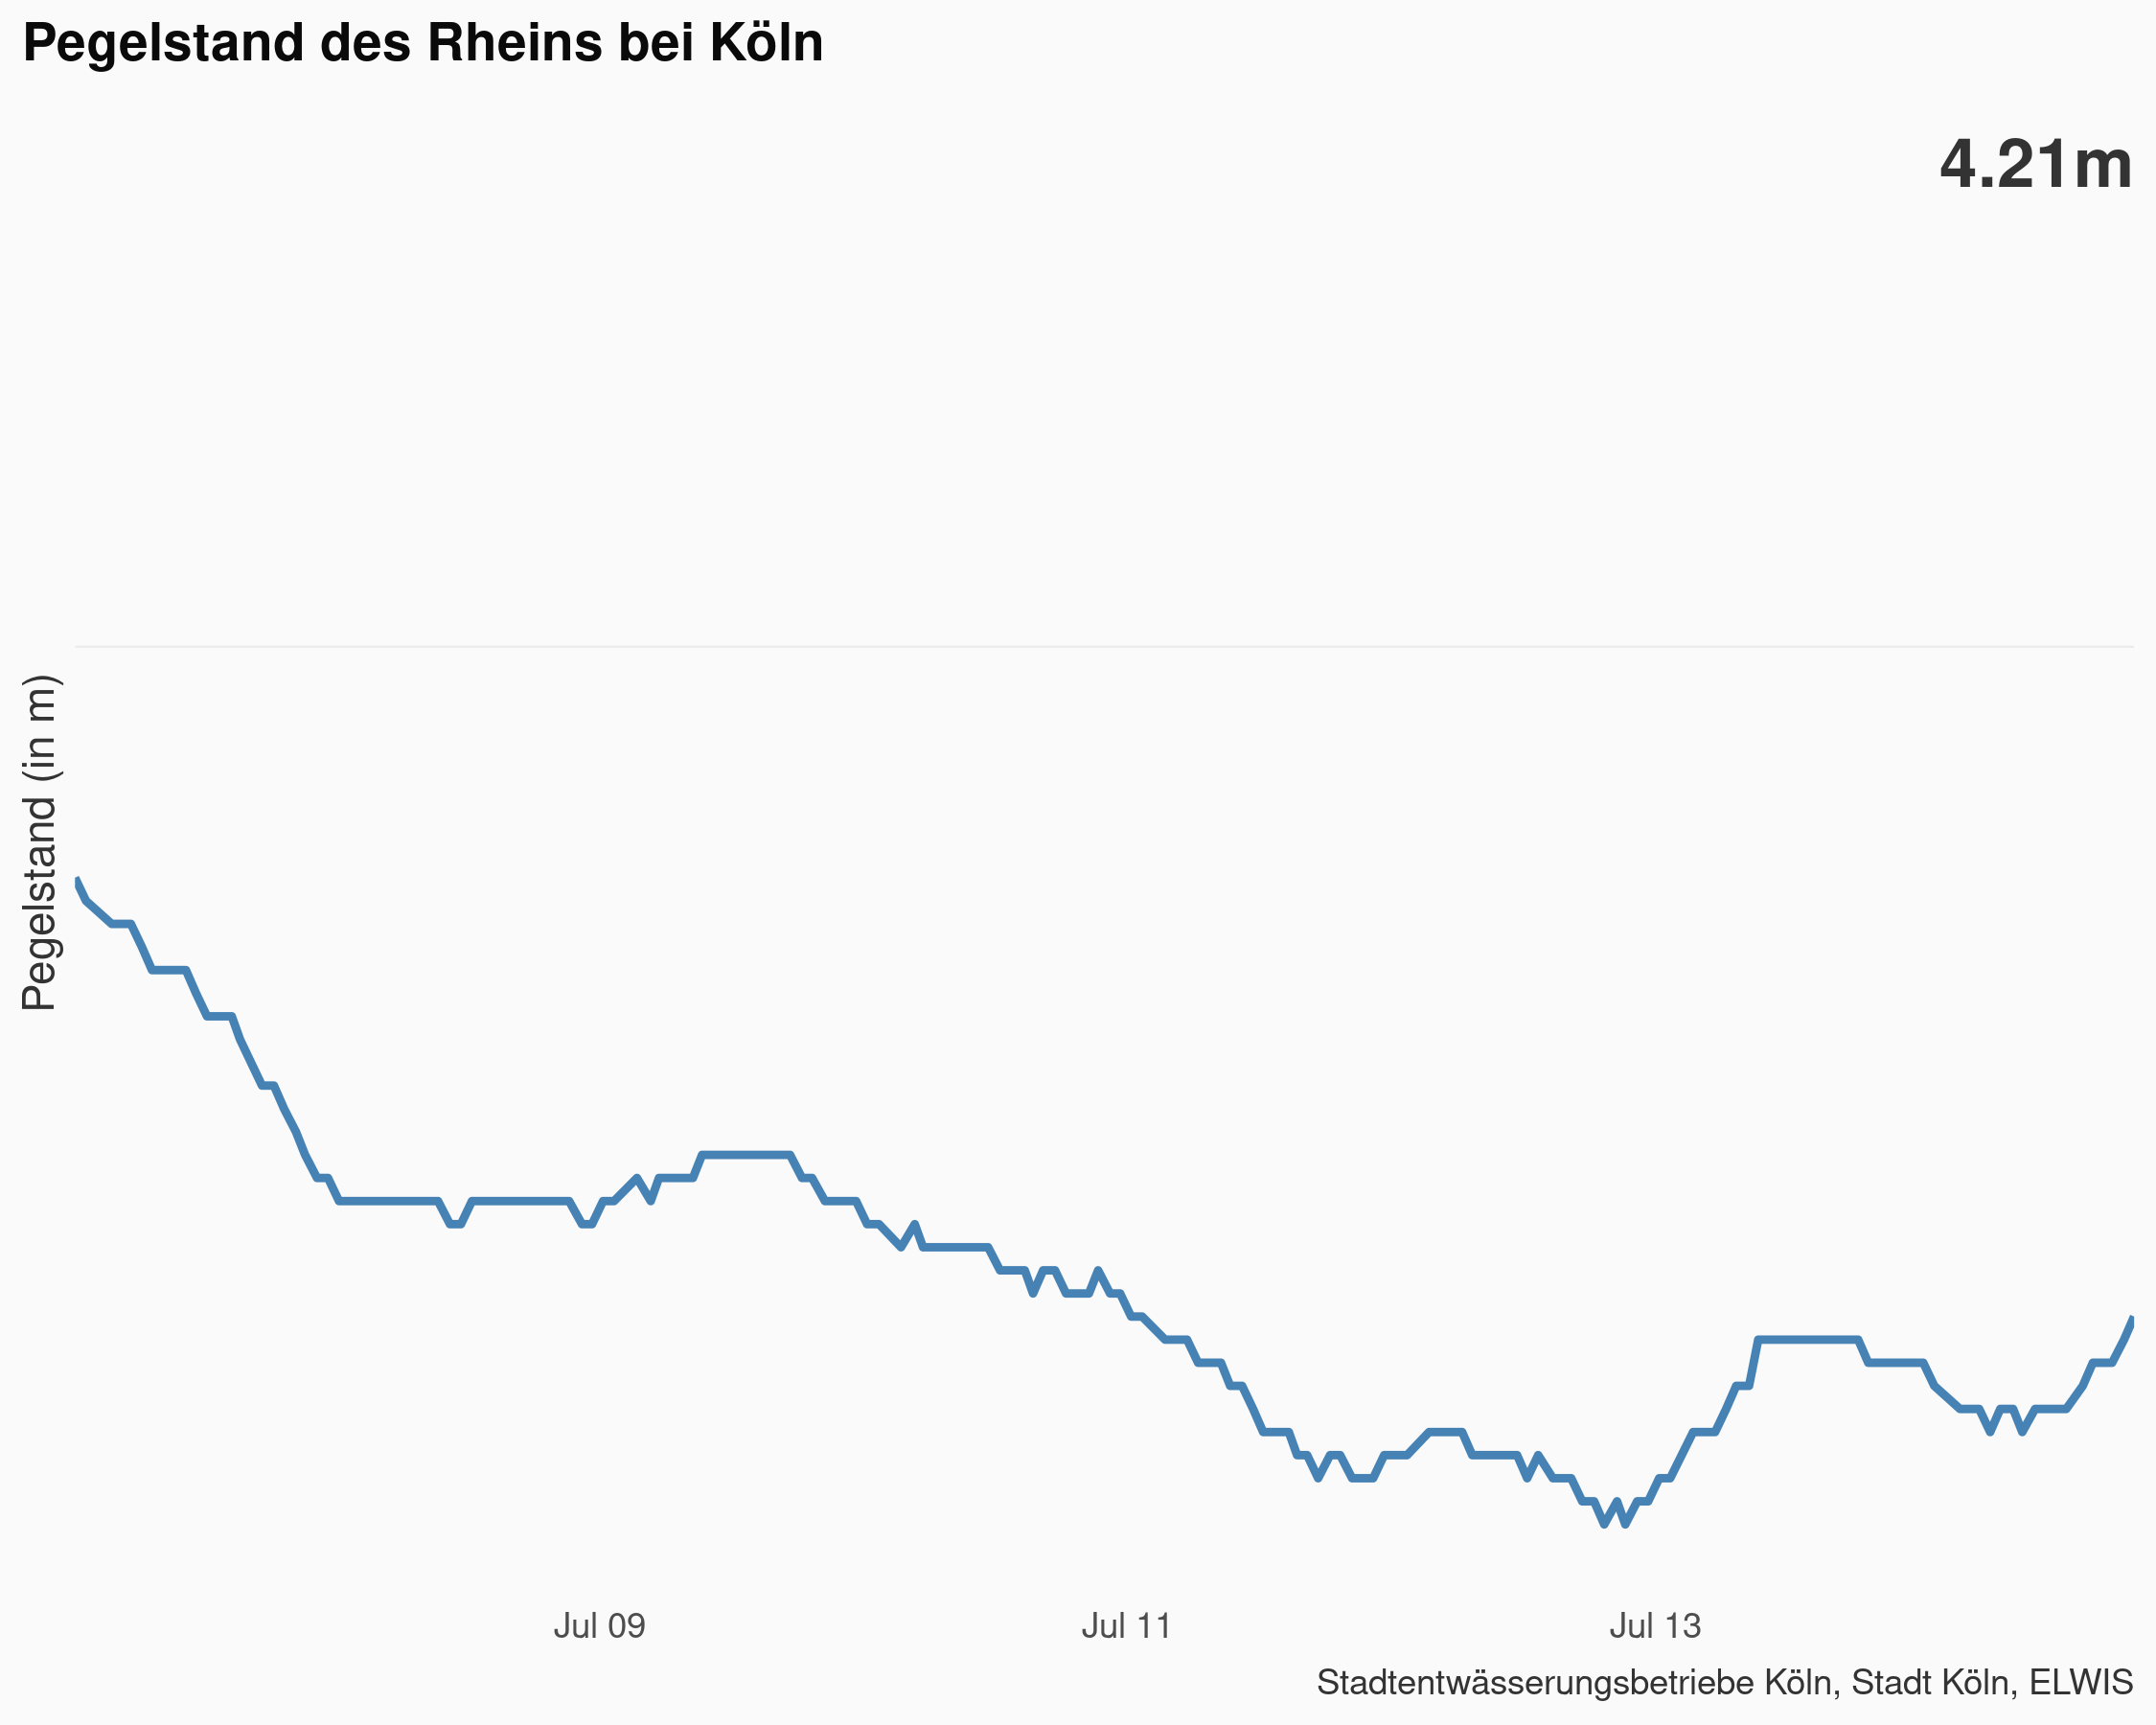 Pegelstand des Rheins bei Köln
4.21m
Pegelstand (in m)
Jul 09
Jul 11
Jul 13
Stadtentwässerungsbetriebe Köln, Stadt Köln, ELWIS